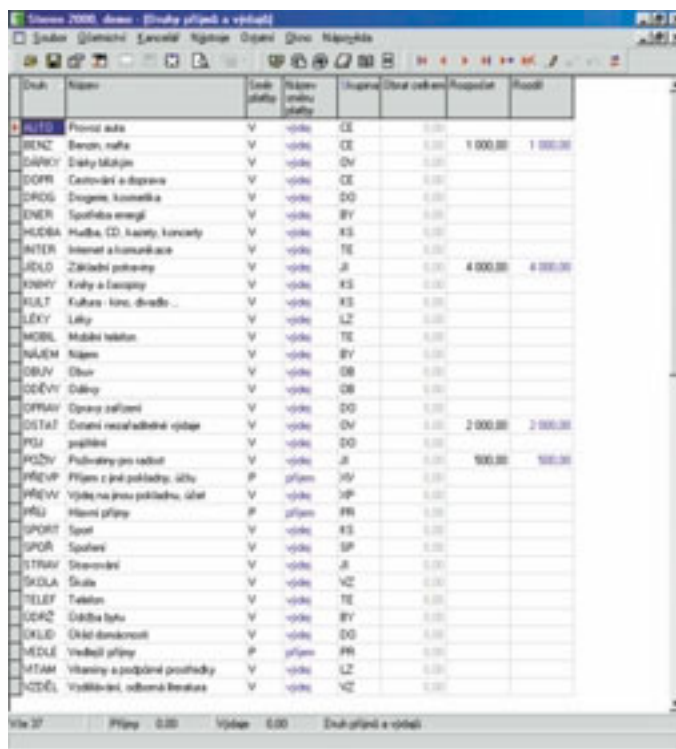 Stereo 2000, demo - [Druhy příjmů a výdajů]
Soubor Účetnictví Kancelář Nástroje Ostatní Okno Nápověda
Druh Název Směr platby Název směru platby Skupina Obrat celkem Rozpočet Rozdíl
AUTO Provoz auta V výdej CE 0,00
BENZ Benzin, nafta V výdej CE 0,00 1 000,00 1 000,00
DÁRKY Dárky blízkým V výdej OV 0,00
DOPR Cestování a doprava V výdej CE 0,00
DROG Drogerie, kosmetika V výdej DO 0,00
ENER Spotřeba energií V výdej BY 0,00
HUDBA Hudba, CD, kazety, koncerty V výdej KS 0,00
INTER Internet a komunikace V výdej TE 0,00
JÍDLO Základní potraviny V výdej JI 0,00 4 000,00 4 000,00
KNIHY Knihy a časopisy V výdej KS 0,00
KULT Kultura - kino, divadlo ... V výdej KS 0,00
LÉKY Léky V výdej LZ 0,00
MOBIL Mobilní telefon V výdej TE 0,00
NÁJEM Nájem V výdej BY 0,00
OBUV Obuv V výdej OB 0,00
ODĚVY Oděvy V výdej OB 0,00
OPRAV Opravy zařízení V výdej DO 0,00
OSTAT Ostatní nezařaditelné výdaje V výdej OV 0,00 2 000,00 2 000,00
POJ pojištění V výdej DO 0,00
POŽIV Poživatiny pro radost V výdej JI 0,00 500,00 500,00
PŘEVP Příjem z jiné pokladny, účtu P příjem XV 0,00
PŘEVV Výdej na jinou pokladnu, účet V výdej XP 0,00
PŘÍJ Hlavní příjmy P příjem PR 0,00
SPORT Sport V výdej KS 0,00
SPOŘ Spoření V výdej SP 0,00
STRAV Stravování V výdej JI 0,00
ŠKOLA Škola V výdej VZ 0,00
TELEF Telefon V výdej TE 0,00
ÚDRŽ Údržba bytu V výdej BY 0,00
ÚKLID Úklid domácnosti V výdej DO 0,00
VEDLE Vedlejší příjmy P příjem PR 0,00
VITAM Vitaminy a podpůrné prostředky V výdej LZ 0,00
VZDĚL Vzdělávání, odborná literatura V výdej VZ 0,00
Vše 37 Příjmy 0,00 Výdaje 0,00 Druh příjmů a výdajů